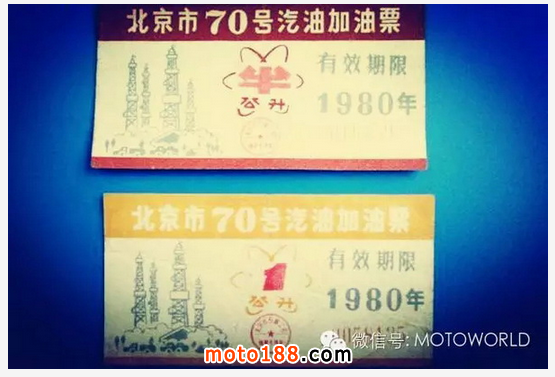 北京市70号汽油加油票
半
公升
有效期限
1980年
北京市70号汽油加油票
1
公升
有效期限
1980年
微信号: MOTOWORLD
moto188.com